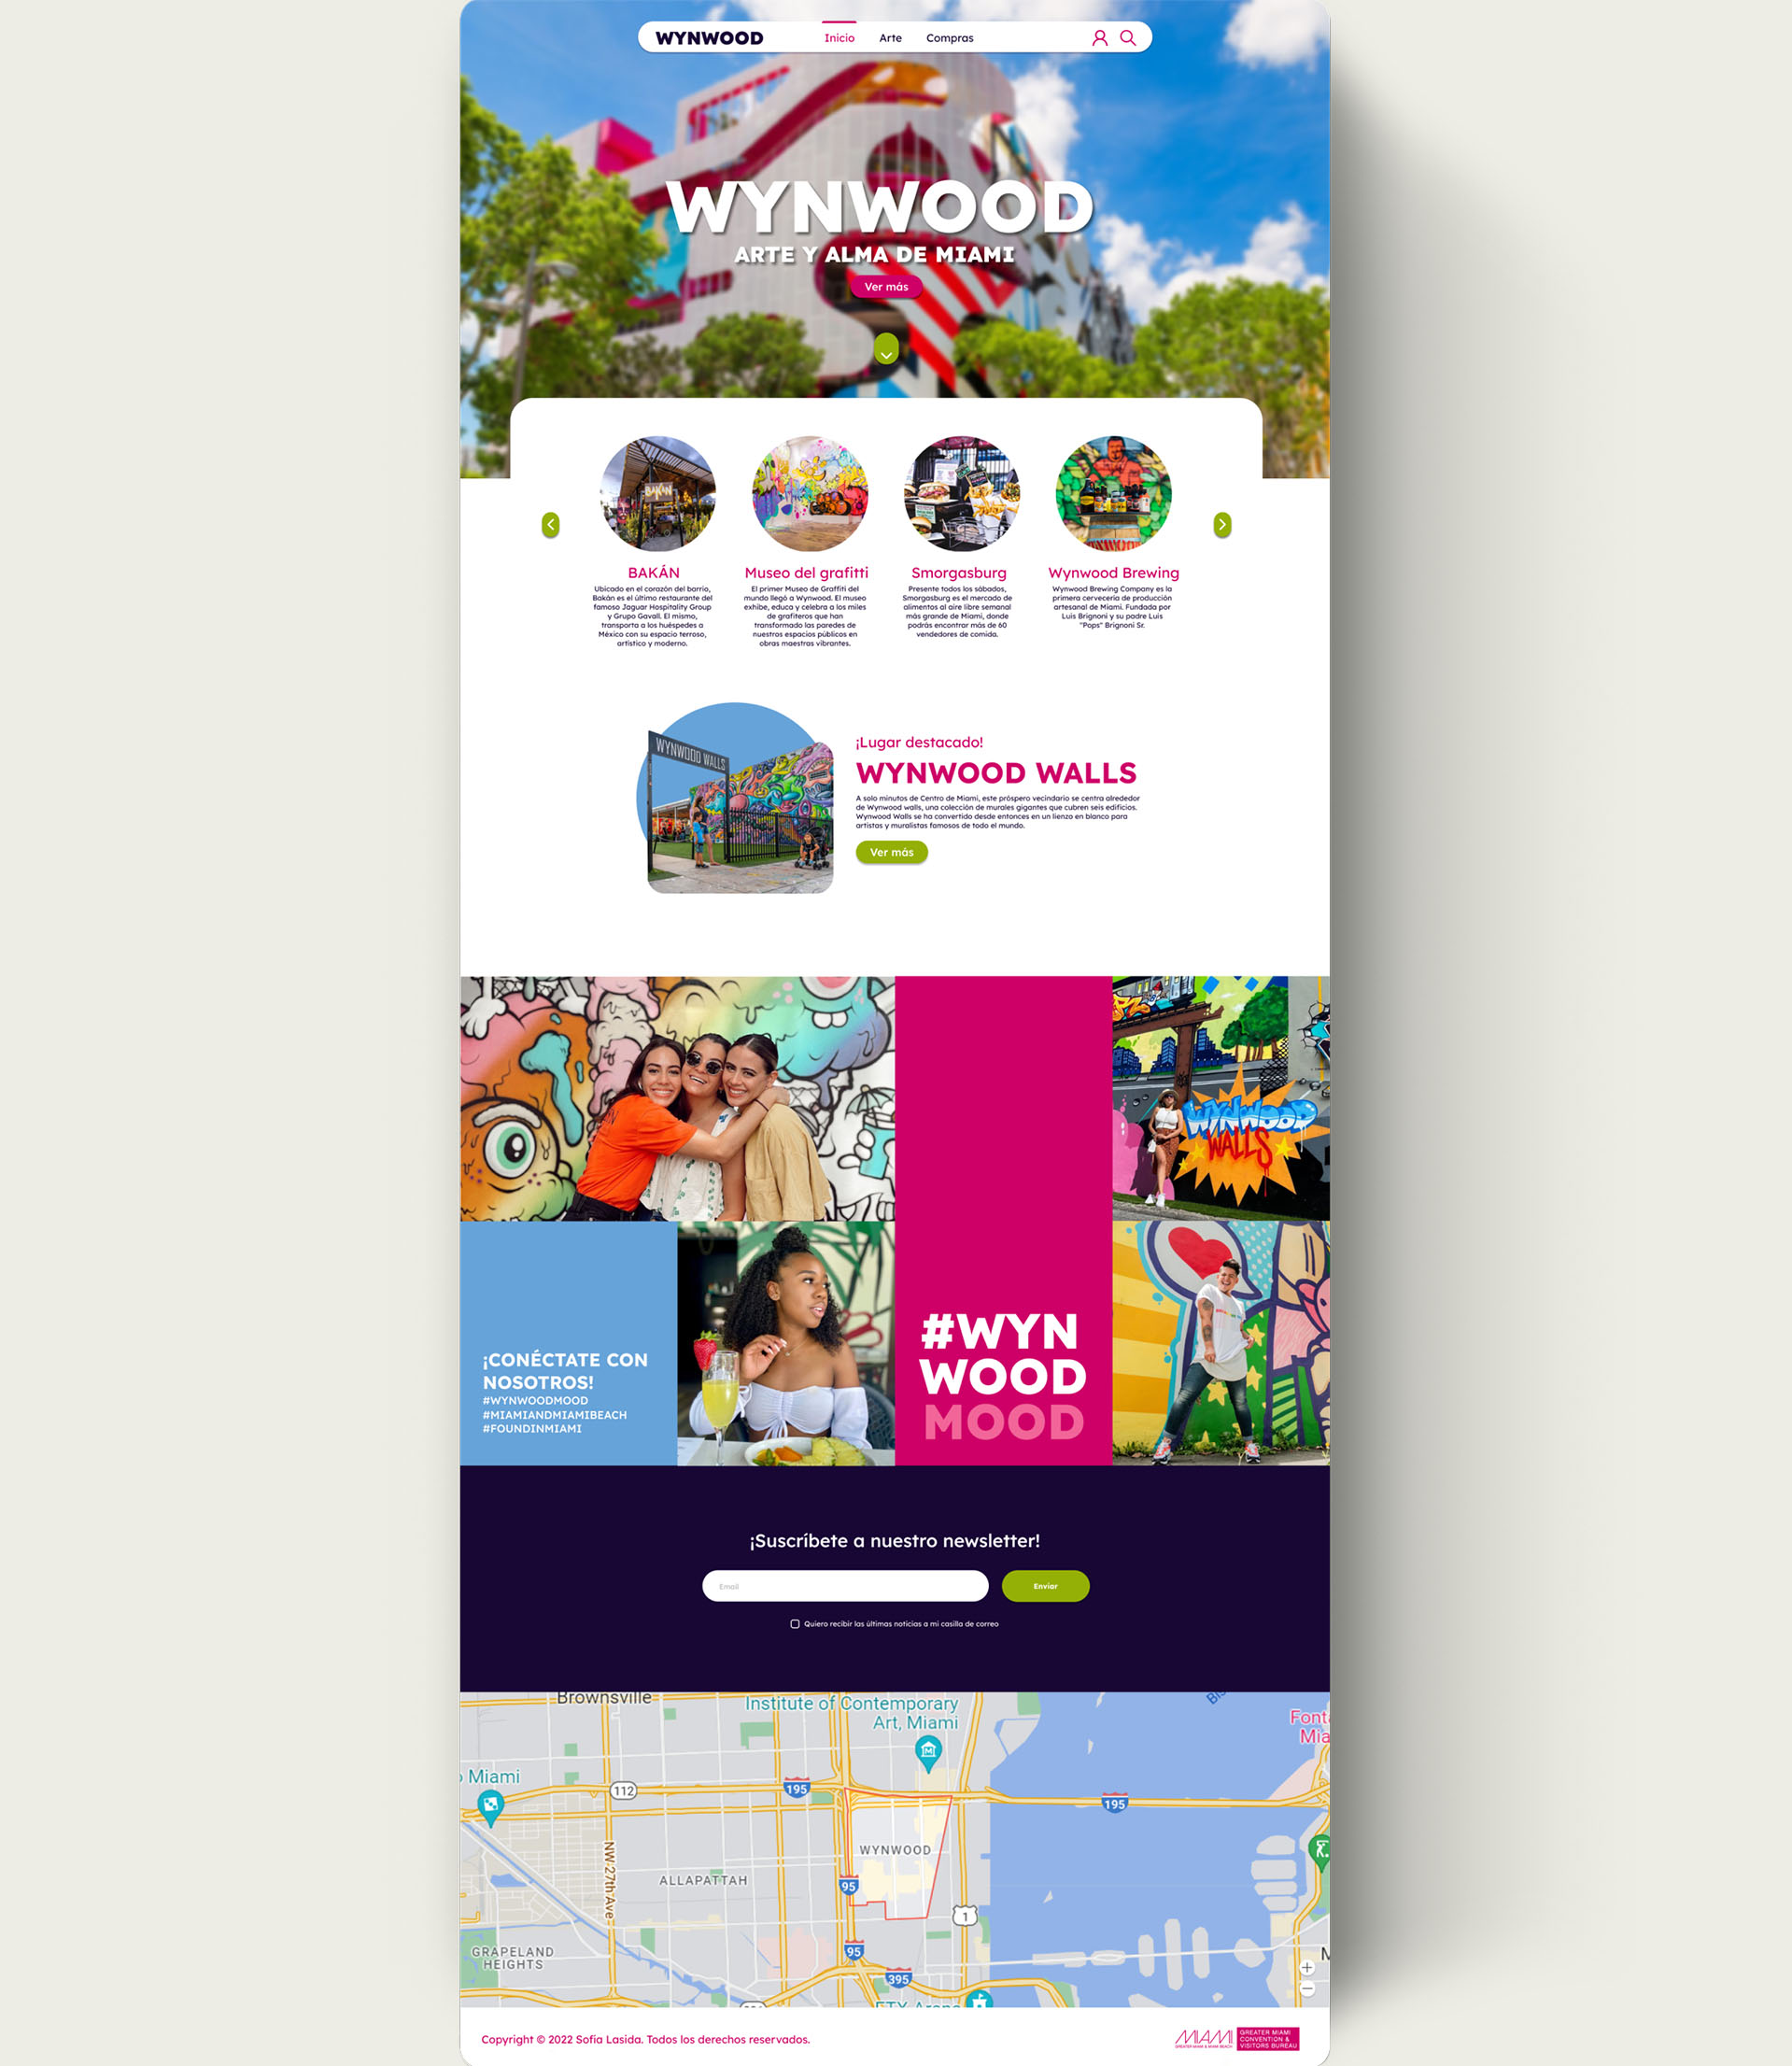 WYNWOOD
Inicio
Arte
Compras
WYNWOOD
ARTE Y ALMA DE MIAMI
Ver más
BAKÁN
BAKÁN
Ubicado en el corazón del barrio,
Bakán es el último restaurante del
famoso Jaguar Hospitality Group
y Grupo Gavall. El mismo,
transporta a los huéspedes a
México con su espacio terroso,
artístico y moderno.
Museo del grafitti
El primer Museo de Graffiti del
mundo llegó a Wynwood. El museo
exhibe, educa y celebra a los miles
de grafiteros que han
transformado las paredes de
nuestros espacios públicos en
obras maestras vibrantes.
Smorgasburg
Presente todos los sábados,
Smorgasburg es el mercado de
alimentos al aire libre semanal
más grande de Miami, donde
podrás encontrar más de 60
vendedores de comida.
Wynwood Brewing
Wynwood Brewing Company es la
primera cervecería de producción
artesanal de Miami. Fundada por
Luis Brignoni y su padre Luis
"Pops" Brignoni Sr.
WYNWOOD WALLS
¡Lugar destacado!
WYNWOOD WALLS
A solo minutos de Centro de Miami, este próspero vecindario se centra alrededor
de Wynwood walls, una colección de murales gigantes que cubren seis edificios.
Wynwood Walls se ha convertido desde entonces en un lienzo en blanco para
artistas y muralistas famosos de todo el mundo.
Ver más
WYNWOOD
WALLS
¡CONÉCTATE CON
NOSOTROS!
#WYNWOODMOOD
#MIAMIANDMIAMIBEACH
#FOUNDINMIAMI
#WYN
WOOD
MOOD
¡Suscríbete a nuestro newsletter!
Email
Enviar
Quiero recibir las últimas noticias a mi casilla de correo
Brownsville
Institute of Contemporary
Art, Miami
Miami
112
195
195
NW 27th Ave
WYNWOOD
ALLAPATTAH
95
1
GRAPELAND
HEIGHTS
95
395
Copyright © 2022 Sofia Lasida. Todos los derechos reservados.
MIAMI
GREATER MIAMI & MIAMI BEACH
GREATER MIAMI
CONVENTION &
VISITORS BUREAU